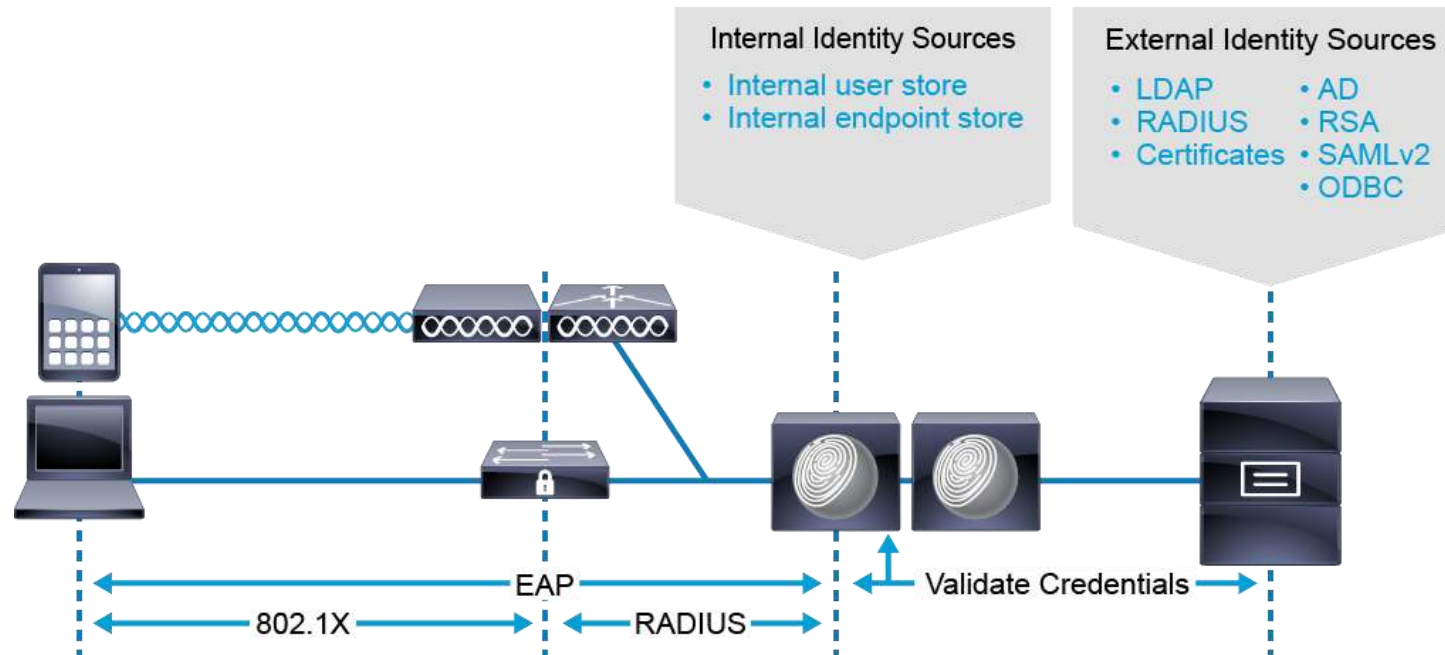 Internal Identity Sources
• Internal user store
• Internal endpoint store
External Identity Sources
• LDAP
• RADIUS
• Certificates
• AD
• RSA
• SAMLv2
• ODBC
EAP
Validate Credentials
802.1X
RADIUS